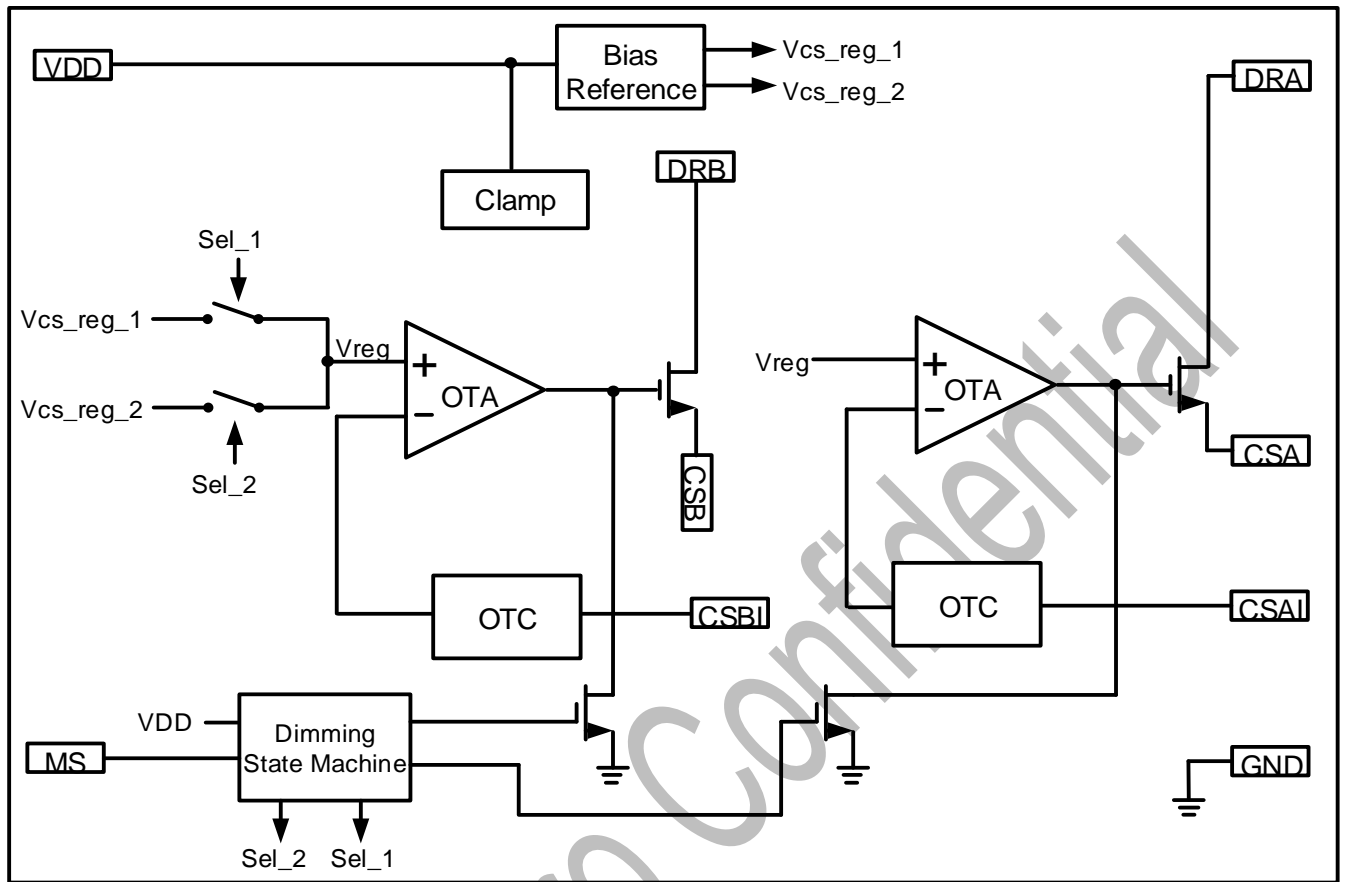 VDD
Bias
Reference
Vcs_reg_1
Vcs_reg_2
DRA
DRB
Clamp
Sel_1
Vcs_reg_1
Vreg
+
OTA
−
Vcs_reg_2
Sel_2
CSB
Vreg
+
OTA
−
CSA
OTC
CSBI
OTC
CSAI
VDD
MS
Dimming
State Machine
Sel_2
Sel_1
GND
Confidential